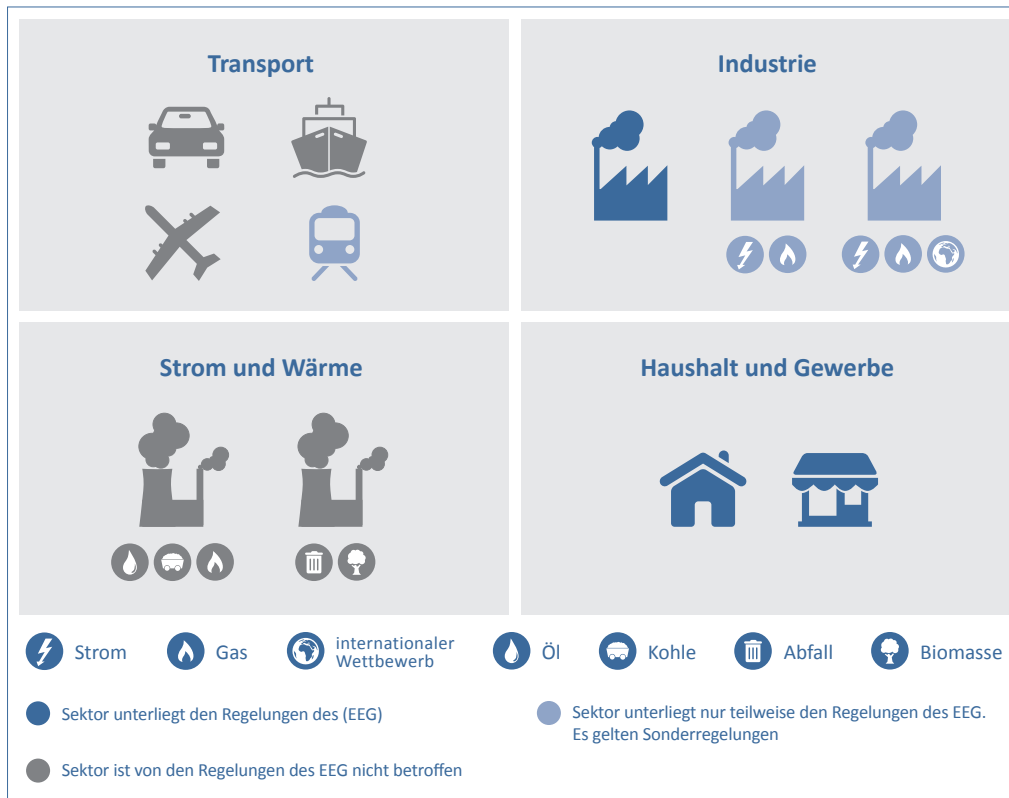 Transport
Industrie
Strom und Wärme
Haushalt und Gewerbe
Strom
Gas
internationaler
Wettbewerb
Öl
Kohle
Abfall
Biomasse
Sektor unterliegt den Regelungen des (EEG)
Sektor unterliegt nur teilweise den Regelungen des EEG.
Es gelten Sonderregelungen
Sektor ist von den Regelungen des EEG nicht betroffen